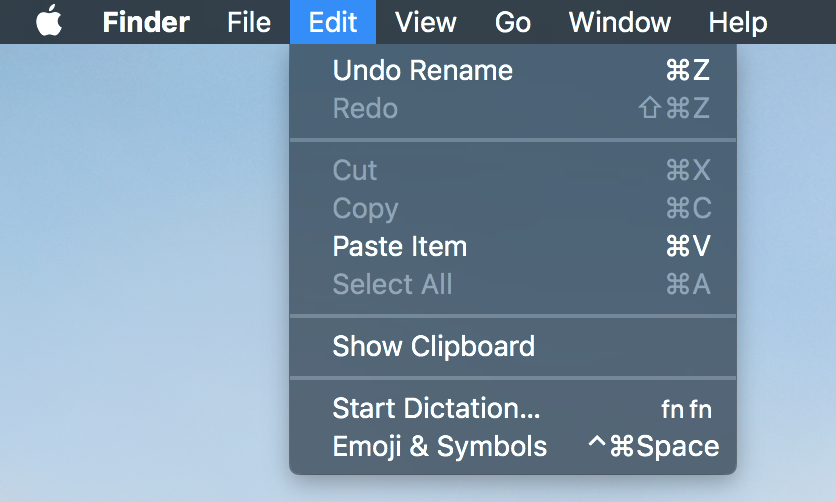 Finder File Edit View Go Window Help
Undo Rename ⌘Z
Redo ⇧⌘Z
Cut ⌘X
Copy ⌘C
Paste Item ⌘V
Select All ⌘A
Show Clipboard
Start Dictation... fn fn
Emoji & Symbols ^⌘Space